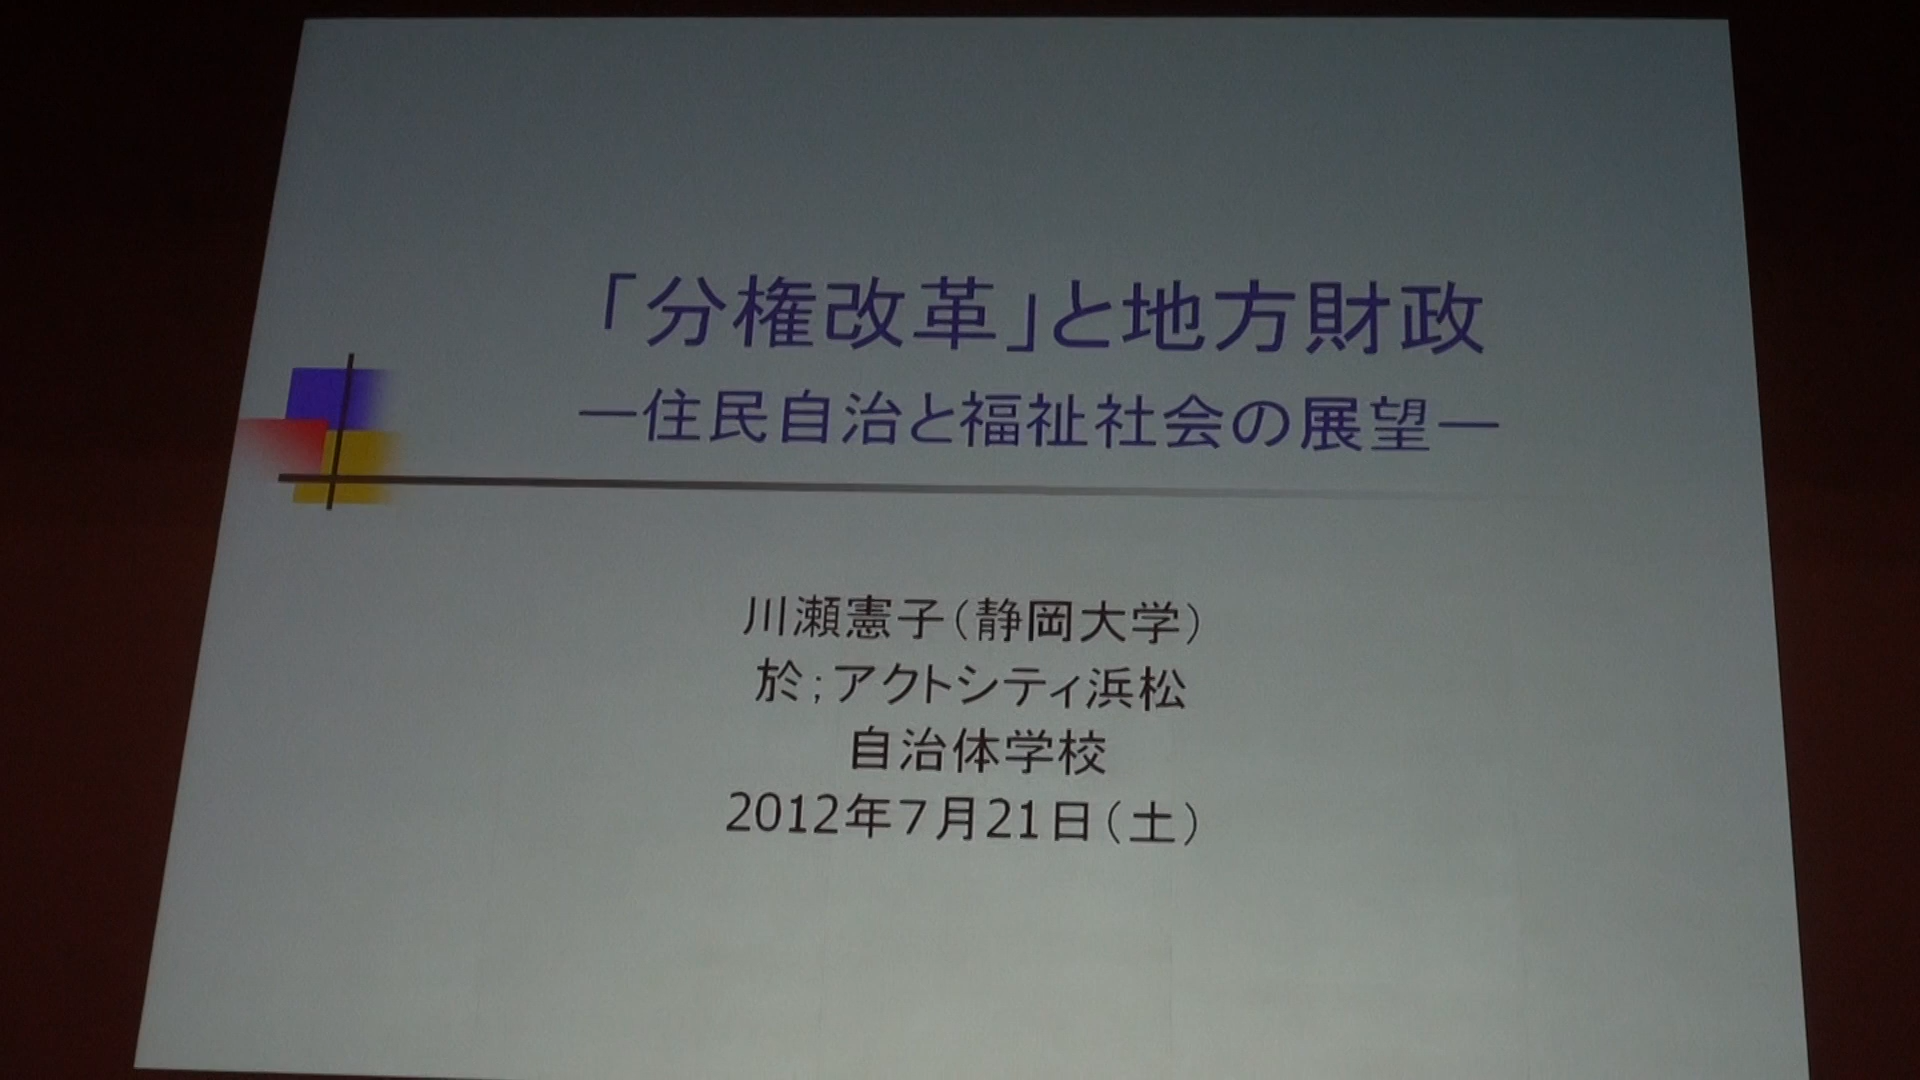 「分権改革」と地方財政
―住民自治と福祉社会の展望―
川瀬憲子（静岡大学）
於；アクトシティ浜松
自治体学校
2012年７月21日（土）